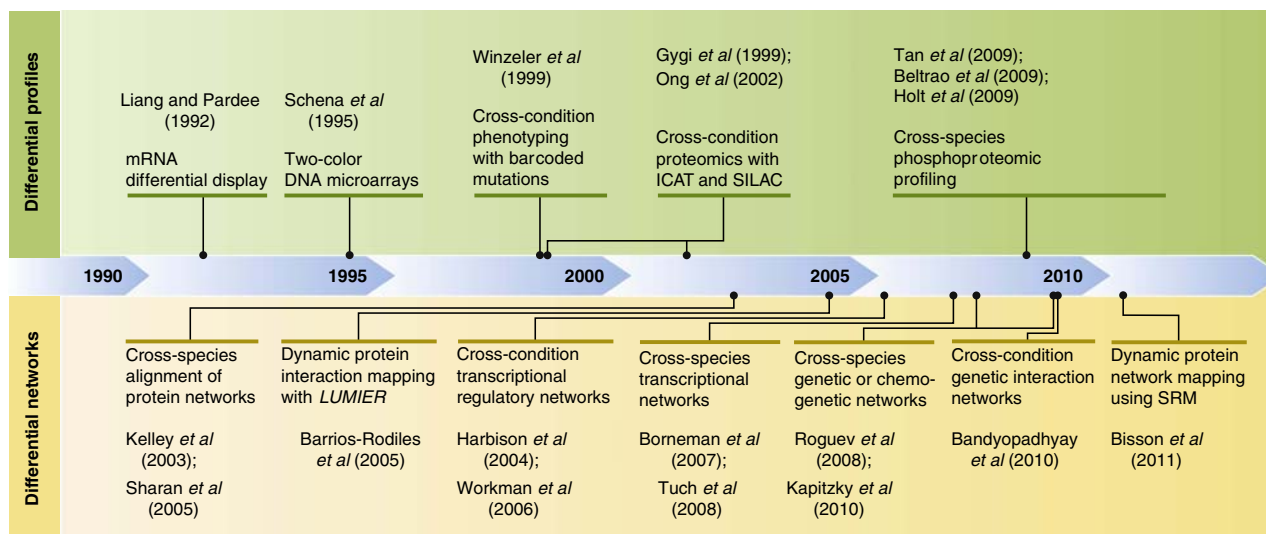 Differential profiles
Liang and Pardee
(1992)
mRNA
differential display
Schena et al
(1995)
Two-color
DNA microarrays
Winzeler et al
(1999)
Cross-condition
phenotyping
with barcoded
mutations
Gygi et al (1999);
Ong et al (2002)
Cross-condition
proteomics with
ICAT and SILAC
Tan et al (2009);
Beltrao et al (2009);
Holt et al (2009)
Cross-species
phosphoproteomic
profiling
1990
1995
2000
2005
2010
Differential networks
Cross-species
alignment of
protein networks
Kelley et al
(2003);
Sharan et al
(2005)
Dynamic protein
interaction mapping
with LUMIER
Barrios-Rodiles
et al (2005)
Cross-condition
transcriptional
regulatory networks
Harbison et al
(2004);
Workman et al
(2006)
Cross-species
transcriptional
networks
Borneman et al
(2007);
Tuch et al
(2008)
Cross-species
genetic or chemo-
genetic networks
Roguev et al
(2008);
Kapitzky et al
(2010)
Cross-condition
genetic interaction
networks
Bandyopadhyay
et al (2010)
Dynamic protein
network mapping
using SRM
Bisson et al
(2011)